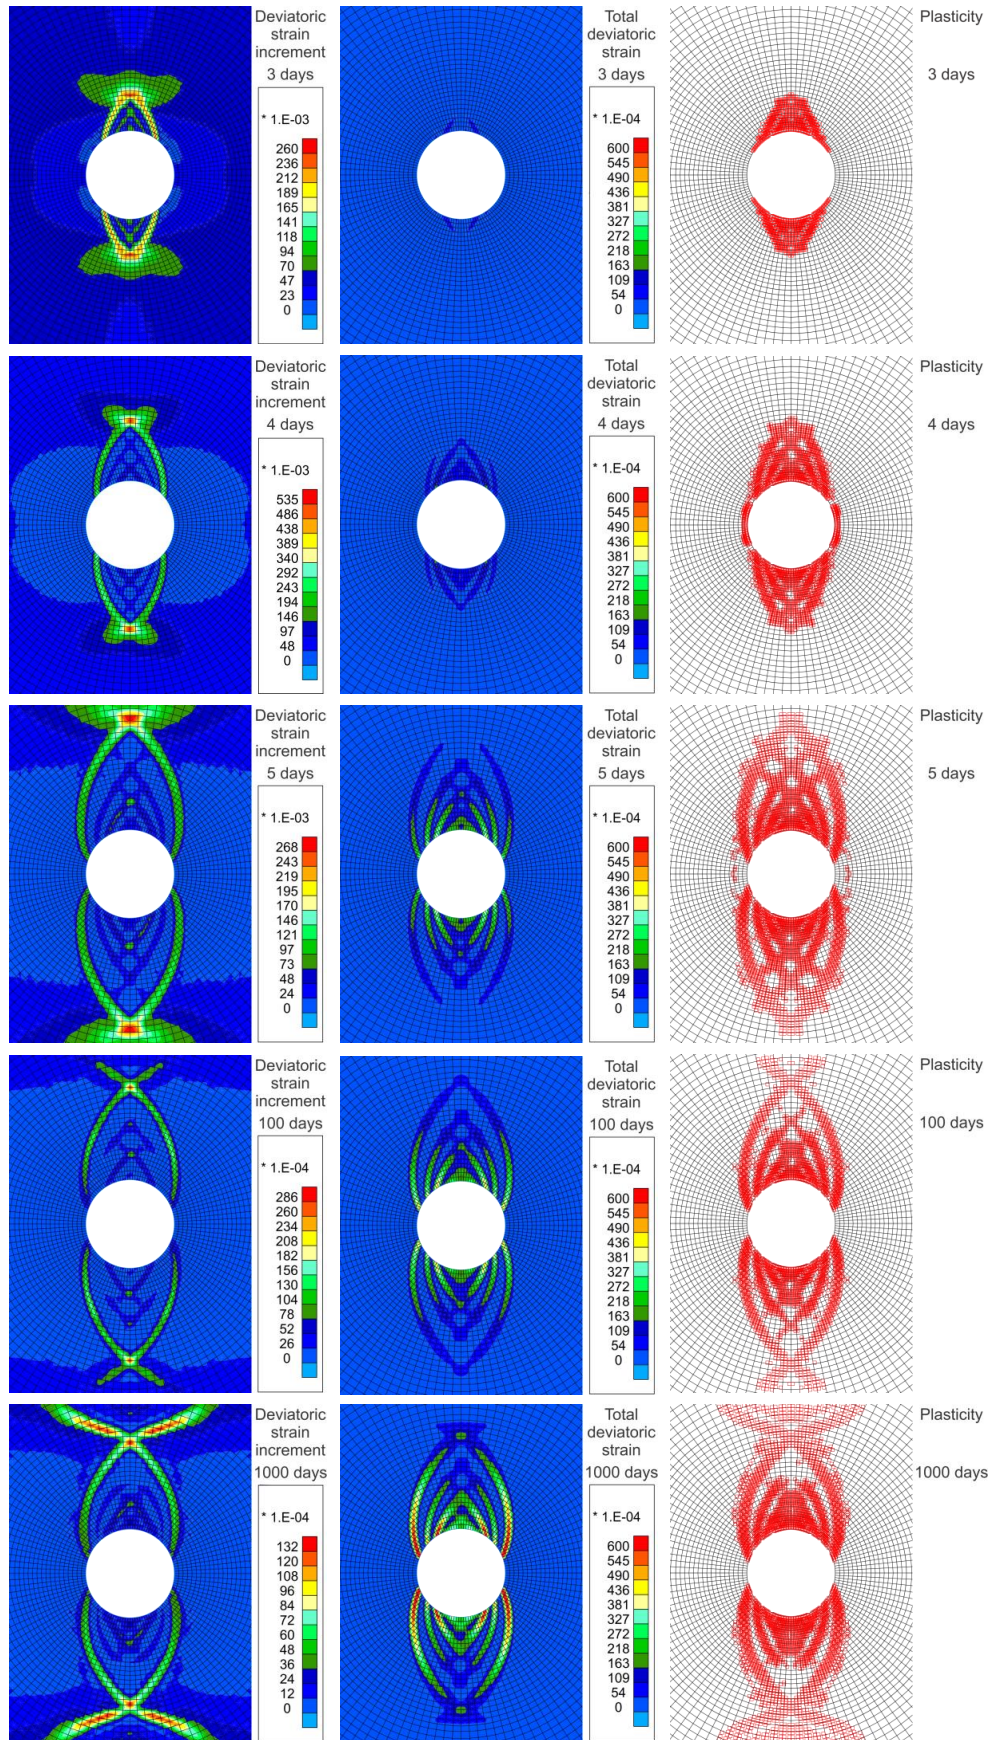 Deviatoric
strain
increment
3 days
* 1.E-03
260
236
212
189
165
141
118
94
70
47
23
0
Total
deviatoric
strain
3 days
* 1.E-04
600
545
490
436
381
327
272
218
163
109
54
0
Plasticity
3 days
Deviatoric
strain
increment
4 days
* 1.E-03
535
486
438
389
340
292
243
194
146
97
48
0
Total
deviatoric
strain
4 days
* 1.E-04
600
545
490
436
381
327
272
218
163
109
54
0
Plasticity
4 days
Deviatoric
strain
increment
5 days
* 1.E-03
268
243
219
195
170
146
121
97
73
48
24
0
Total
deviatoric
strain
5 days
* 1.E-04
600
545
490
436
381
327
272
218
163
109
54
0
Plasticity
5 days
Deviatoric
strain
increment
100 days
* 1.E-04
286
260
234
208
182
156
130
104
78
52
26
0
Total
deviatoric
strain
100 days
* 1.E-04
600
545
490
436
381
327
272
218
163
109
54
0
Plasticity
100 days
Deviatoric
strain
increment
1000 days
* 1.E-04
132
120
108
96
84
72
60
48
36
24
12
0
Total
deviatoric
strain
1000 days
* 1.E-04
600
545
490
436
381
327
272
218
163
109
54
0
Plasticity
1000 days